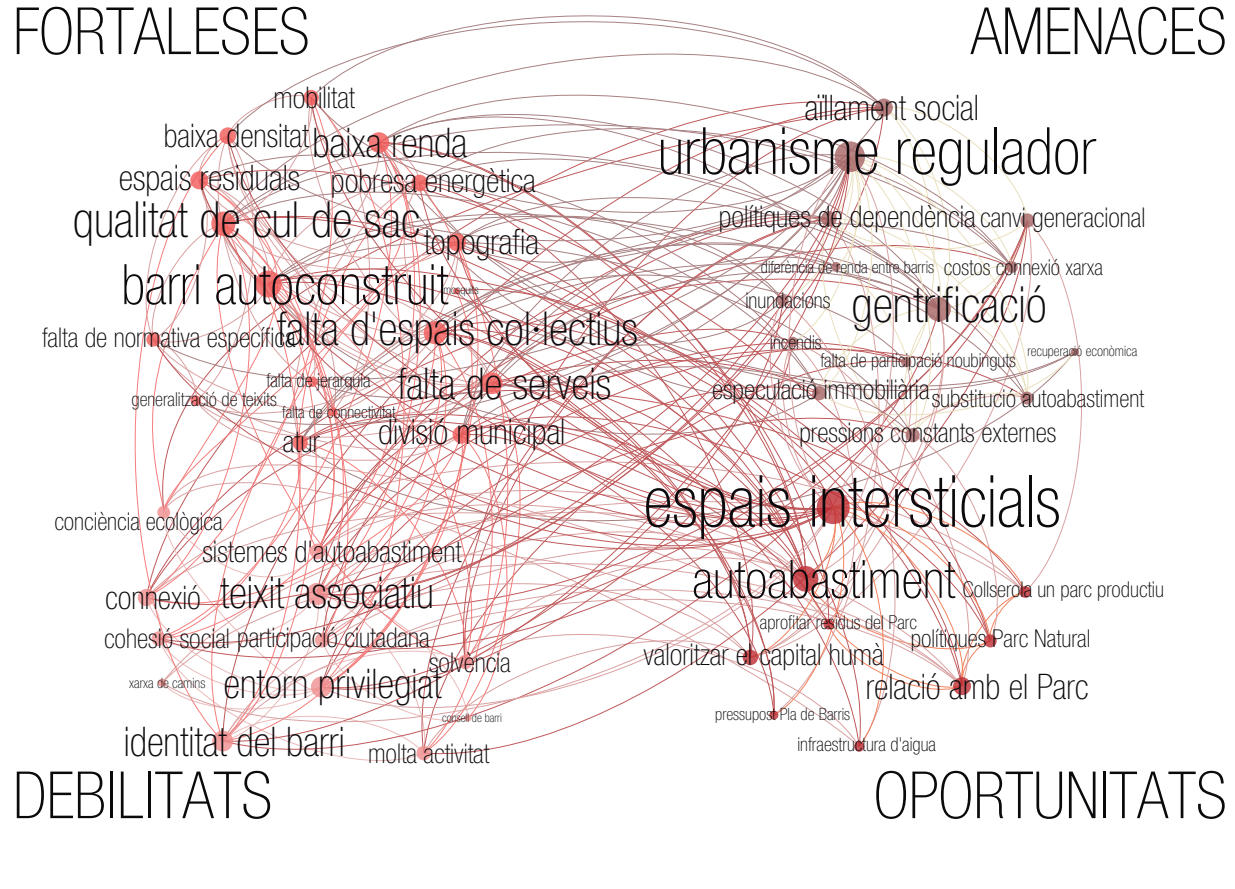 FORTALESES
AMENACES
mobilitat
baixa densitat
baixa renda
espais residuals
pobresa energètica
qualitat de cul de sac
topografia
barri autoconstruit
mosquits
falta de normativa específica
falta d'espais col·lectius
falta de jerarquia
falta de serveis
generalització de teixits
falta de connectivitat
atur
divisió municipal
aïllament social
urbanisme regulador
polítiques de dependència
canvi generacional
diferència de renda entre barris
costos connexió xarxa
inundacions
gentrificació
incendis
falta de participació nouvinguts
recuperació econòmica
especulació immobiliària
substitució autoabastiment
pressions constants externes
conciència ecològica
sistemes d'autoabastiment
connexió
teixit associatiu
cohesió social
participació ciutadana
solvència
xarxa de camins
entorn privilegiat
consell de barri
identitat del barri
molta activitat
espais intersticials
autoabastiment
Collserola un parc productiu
aprofitar residus del Parc
polítiques Parc Natural
valoritzar el capital humà
relació amb el Parc
pressupost Pla de Barris
infraestructura d'aigua
DEBILITATS
OPORTUNITATS